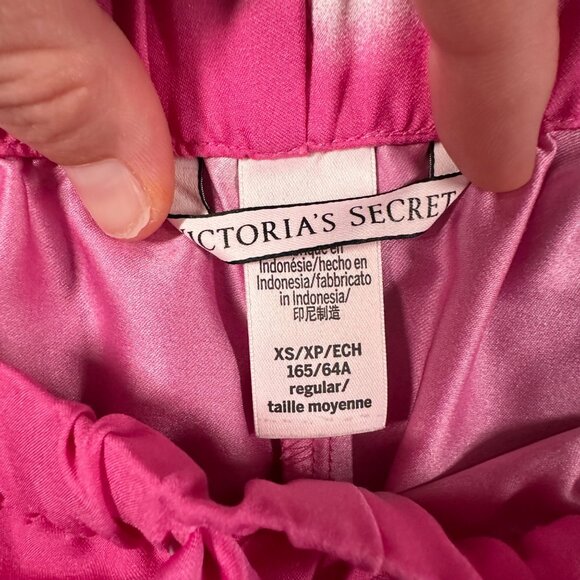 VICTORIA'S SECRET
Indonésie/hecho en
Indonesia/fabbricato
in Indonesia/
印尼制造
XS/XP/ECH
165/64A
regular/
taille moyenne